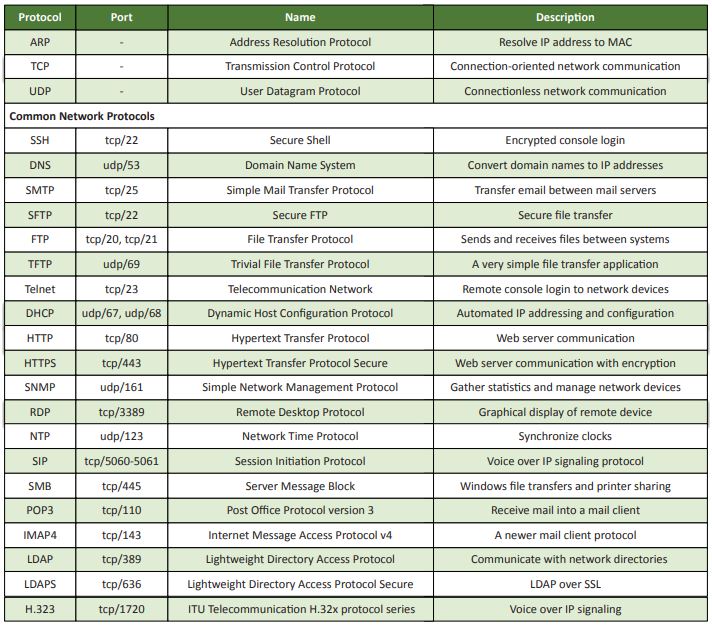 Protocol Port Name Description
ARP - Address Resolution Protocol Resolve IP address to MAC
TCP - Transmission Control Protocol Connection-oriented network communication
UDP - User Datagram Protocol Connectionless network communication
Common Network Protocols
SSH tcp/22 Secure Shell Encrypted console login
DNS udp/53 Domain Name System Convert domain names to IP addresses
SMTP tcp/25 Simple Mail Transfer Protocol Transfer email between mail servers
SFTP tcp/22 Secure FTP Secure file transfer
FTP tcp/20, tcp/21 File Transfer Protocol Sends and receives files between systems
TFTP udp/69 Trivial File Transfer Protocol A very simple file transfer application
Telnet tcp/23 Telecommunication Network Remote console login to network devices
DHCP udp/67, udp/68 Dynamic Host Configuration Protocol Automated IP addressing and configuration
HTTP tcp/80 Hypertext Transfer Protocol Web server communication
HTTPS tcp/443 Hypertext Transfer Protocol Secure Web server communication with encryption
SNMP udp/161 Simple Network Management Protocol Gather statistics and manage network devices
RDP tcp/3389 Remote Desktop Protocol Graphical display of remote device
NTP udp/123 Network Time Protocol Synchronize clocks
SIP tcp/5060-5061 Session Initiation Protocol Voice over IP signaling protocol
SMB tcp/445 Server Message Block Windows file transfers and printer sharing
POP3 tcp/110 Post Office Protocol version 3 Receive mail into a mail client
IMAP4 tcp/143 Internet Message Access Protocol v4 A newer mail client protocol
LDAP tcp/389 Lightweight Directory Access Protocol Communicate with network directories
LDAPS tcp/636 Lightweight Directory Access Protocol Secure LDAP over SSL
H.323 tcp/1720 ITU Telecommunication H.32x protocol series Voice over IP signaling